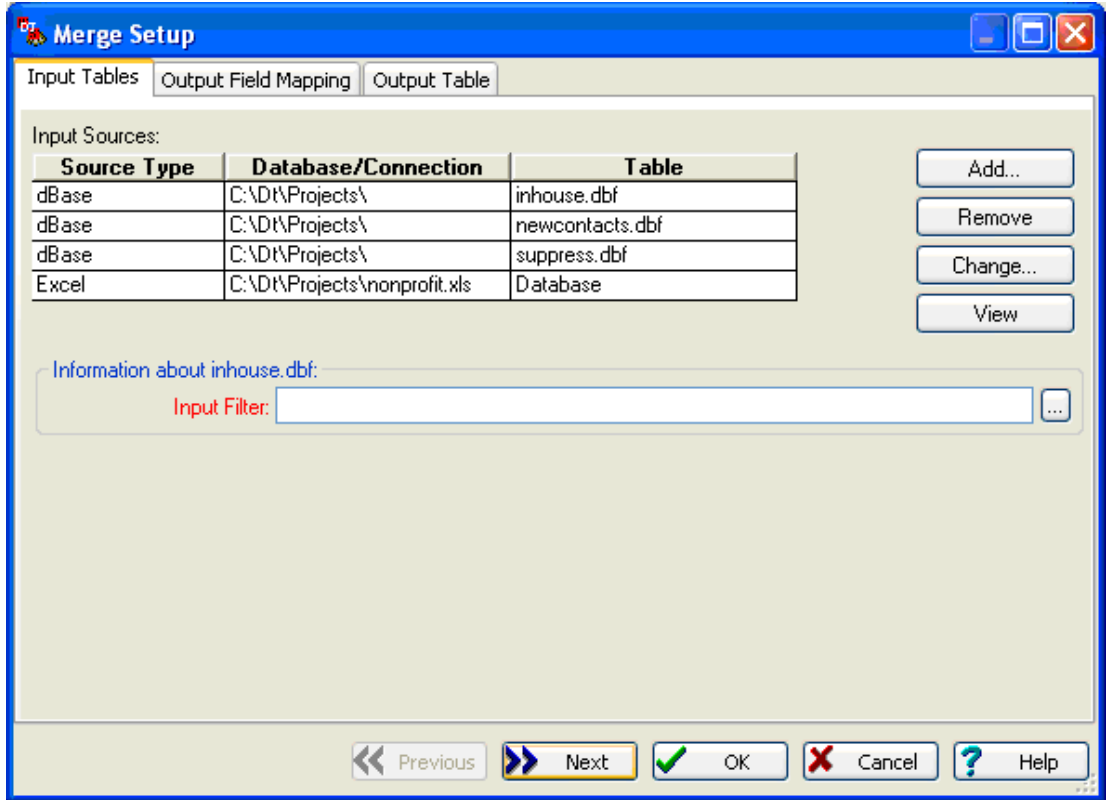 DT Merge Setup
Input Tables Output Field Mapping Output Table
Input Sources:
Source Type Database/Connection Table
dBase C:\Dt\Projects\ inhouse.dbf
dBase C:\Dt\Projects\ newcontacts.dbf
dBase C:\Dt\Projects\ suppress.dbf
Excel C:\Dt\Projects\nonprofit.xls Database
Add...
Remove
Change...
View
Information about inhouse.dbf:
Input Filter: ...
Previous Next OK Cancel ? Help